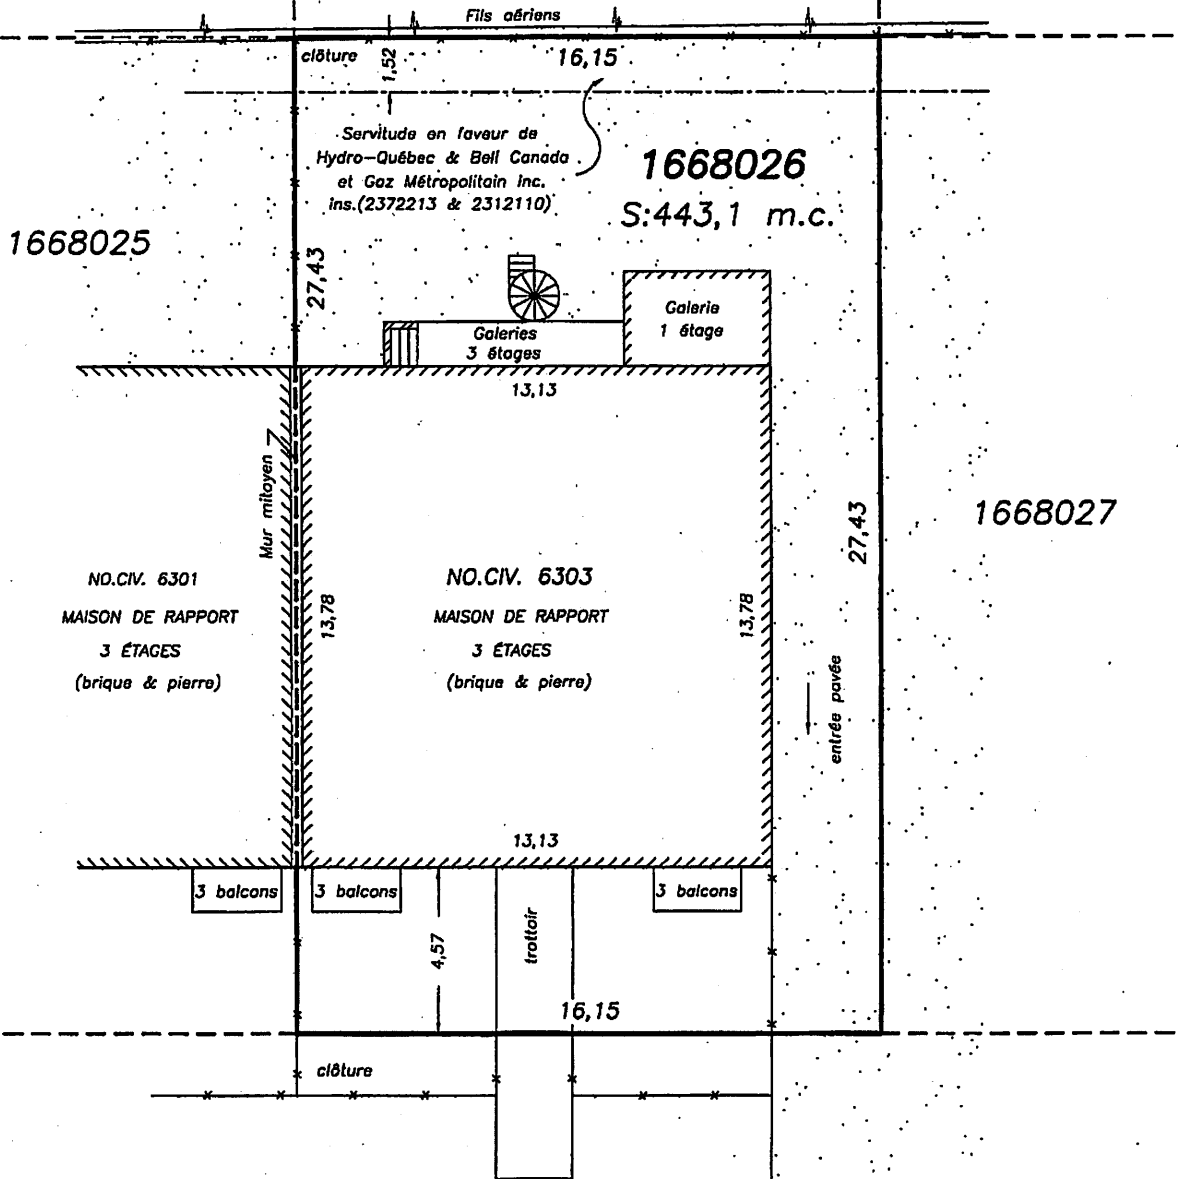 Fils aériens
clôture
1,52
16,15
Servitude en faveur de
Hydro-Québec & Bell Canada
et Gaz Métropolitain Inc.
ins.(2372213 & 2312110)
1668026
S:443,1 m.c.
1668025
27,43
Galerie
1 étage
Galeries
3 étages
13,13
Mur mitoyen
1668027
27,43
NO.CIV. 6301
MAISON DE RAPPORT
3 ÉTAGES
(brique & pierre)
13,78
NO.CIV. 6303
MAISON DE RAPPORT
3 ÉTAGES
(brique & pierre)
13,78
entrée pavée
13,13
3 balcons
3 balcons
3 balcons
4,57
trottoir
16,15
clôture